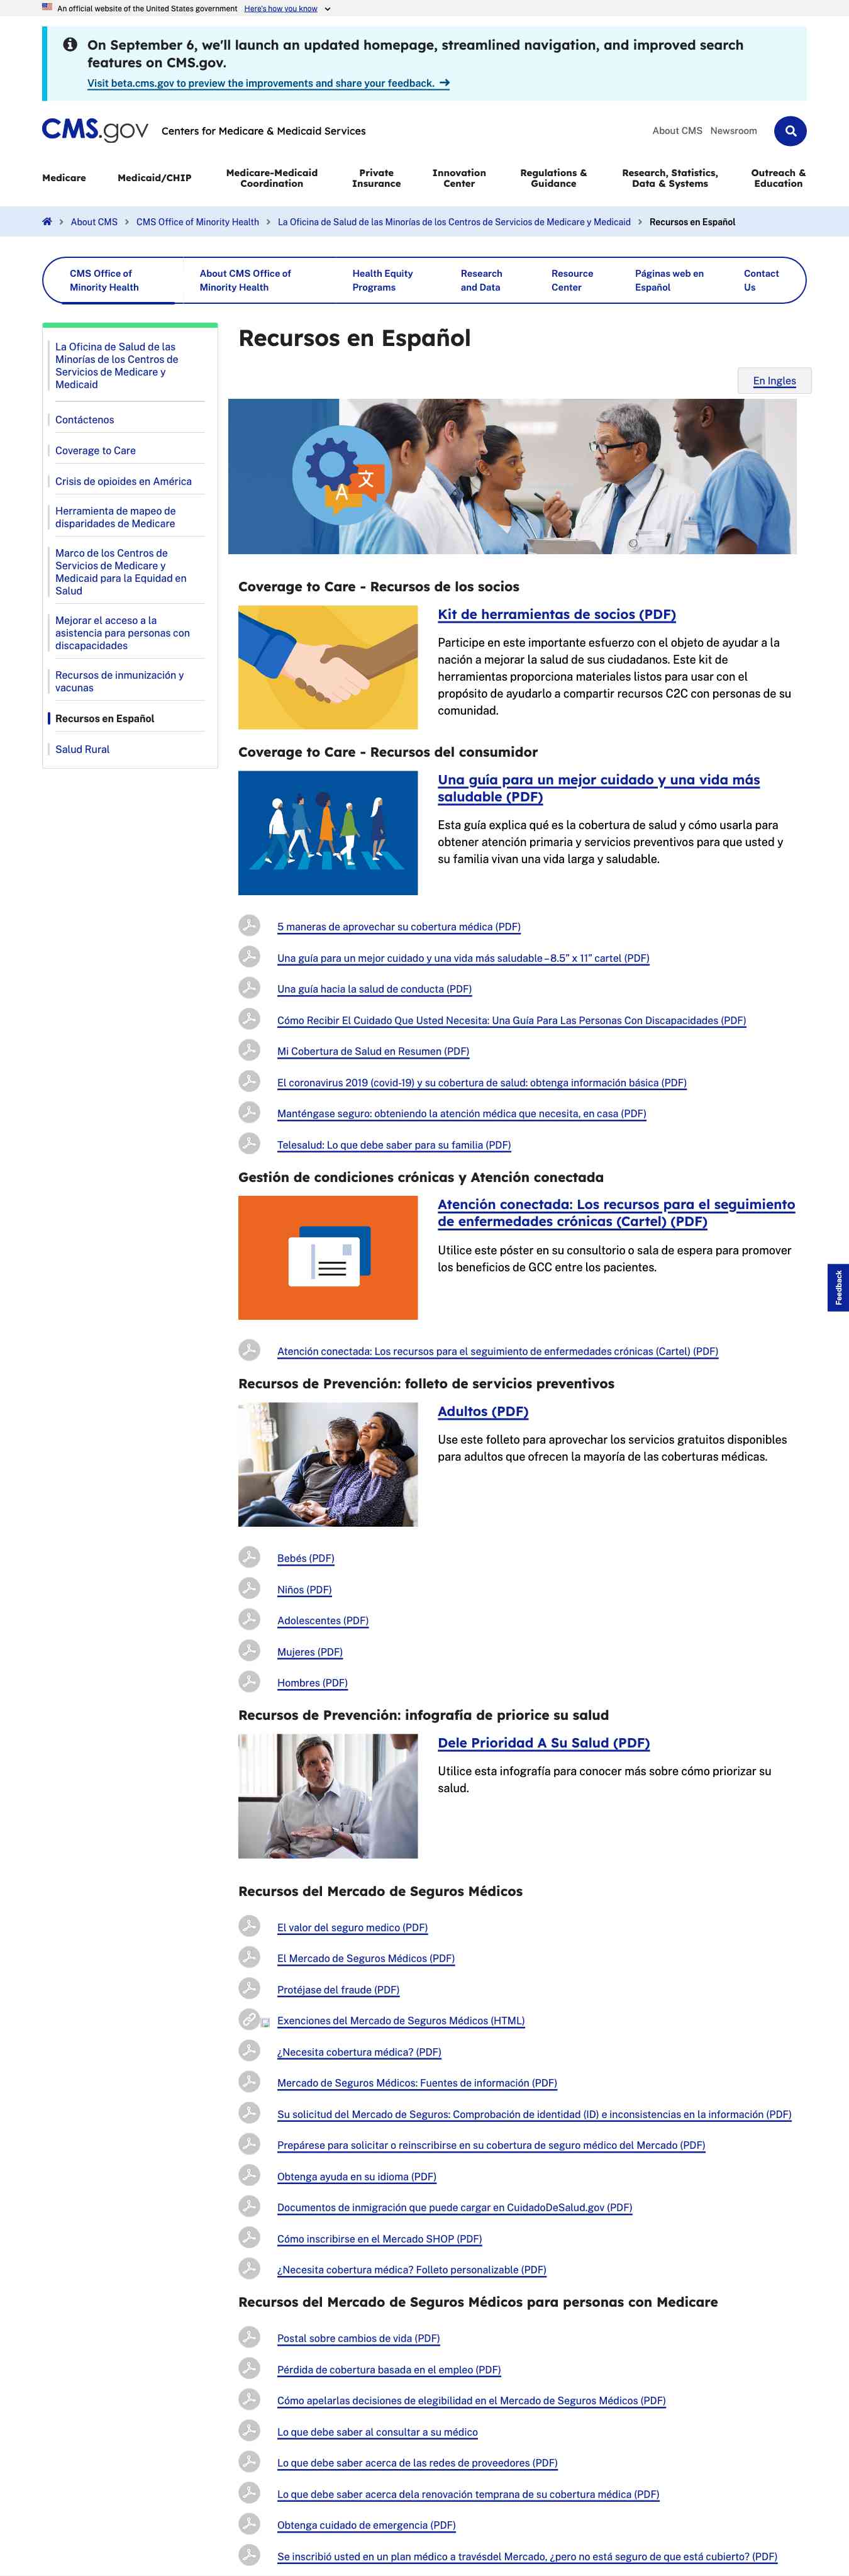 An official website of the United States government Here's how you know
On September 6, we'll launch an updated homepage, streamlined navigation, and improved search
features on CMS.gov.
Visit beta.cms.gov to preview the improvements and share your feedback.
CMS.gov Centers for Medicare & Medicaid Services
About CMS Newsroom
Medicare
Medicaid/CHIP
Medicare-Medicaid
Coordination
Private
Insurance
Innovation
Center
Regulations &
Guidance
Research, Statistics,
Data & Systems
Outreach &
Education
About CMS > CMS Office of Minority Health > La Oficina de Salud de las Minorías de los Centros de Servicios de Medicare y Medicaid > Recursos en Español
CMS Office of
Minority Health
About CMS Office of
Minority Health
Health Equity
Programs
Research
and Data
Resource
Center
Páginas web en
Español
Contact
Us
La Oficina de Salud de las
Minorías de los Centros de
Servicios de Medicare y
Medicaid
Contáctenos
Coverage to Care
Crisis de opioides en América
Herramienta de mapeo de
disparidades de Medicare
Marco de los Centros de
Servicios de Medicare y
Medicaid para la Equidad en
Salud
Mejorar el acceso a la
asistencia para personas con
discapacidades
Recursos de inmunización y
vacunas
Recursos en Español
Salud Rural
Recursos en Español
En Ingles
A 文
Coverage to Care - Recursos de los socios
Kit de herramientas de socios (PDF)
Participe en este importante esfuerzo con el objeto de ayudar a la
nación a mejorar la salud de sus ciudadanos. Este kit de
herramientas proporciona materiales listos para usar con el
propósito de ayudarlo a compartir recursos C2C con personas de su
comunidad.
Coverage to Care - Recursos del consumidor
Una guía para un mejor cuidado y una vida más
saludable (PDF)
Esta guía explica qué es la cobertura de salud y cómo usarla para
obtener atención primaria y servicios preventivos para que usted y
su familia vivan una vida larga y saludable.
5 maneras de aprovechar su cobertura médica (PDF)
Una guía para un mejor cuidado y una vida más saludable – 8.5” x 11” cartel (PDF)
Una guía hacia la salud de conducta (PDF)
Cómo Recibir El Cuidado Que Usted Necesita: Una Guía Para Las Personas Con Discapacidades (PDF)
Mi Cobertura de Salud en Resumen (PDF)
El coronavirus 2019 (covid-19) y su cobertura de salud: obtenga información básica (PDF)
Manténgase seguro: obteniendo la atención médica que necesita, en casa (PDF)
Telesalud: Lo que debe saber para su familia (PDF)
Gestión de condiciones crónicas y Atención conectada
Atención conectada: Los recursos para el seguimiento
de enfermedades crónicas (Cartel) (PDF)
Utilice este póster en su consultorio o sala de espera para promover
los beneficios de GCC entre los pacientes.
Feedback
Atención conectada: Los recursos para el seguimiento de enfermedades crónicas (Cartel) (PDF)
Recursos de Prevención: folleto de servicios preventivos
Adultos (PDF)
Use este folleto para aprovechar los servicios gratuitos disponibles
para adultos que ofrecen la mayoría de las coberturas médicas.
Bebés (PDF)
Niños (PDF)
Adolescentes (PDF)
Mujeres (PDF)
Hombres (PDF)
Recursos de Prevención: infografía de priorice su salud
Dele Prioridad A Su Salud (PDF)
Utilice esta infografía para conocer más sobre cómo priorizar su
salud.
Recursos del Mercado de Seguros Médicos
El valor del seguro medico (PDF)
El Mercado de Seguros Médicos (PDF)
Protéjase del fraude (PDF)
Exenciones del Mercado de Seguros Médicos (HTML)
¿Necesita cobertura médica? (PDF)
Mercado de Seguros Médicos: Fuentes de información (PDF)
Su solicitud del Mercado de Seguros: Comprobación de identidad (ID) e inconsistencias en la información (PDF)
Prepárese para solicitar o reinscribirse en su cobertura de seguro médico del Mercado (PDF)
Obtenga ayuda en su idioma (PDF)
Documentos de inmigración que puede cargar en CuidadoDeSalud.gov (PDF)
Cómo inscribirse en el Mercado SHOP (PDF)
¿Necesita cobertura médica? Folleto personalizable (PDF)
Recursos del Mercado de Seguros Médicos para personas con Medicare
Postal sobre cambios de vida (PDF)
Pérdida de cobertura basada en el empleo (PDF)
Cómo apelarlas decisiones de elegibilidad en el Mercado de Seguros Médicos (PDF)
Lo que debe saber al consultar a su médico
Lo que debe saber acerca de las redes de proveedores (PDF)
Lo que debe saber acerca dela renovación temprana de su cobertura médica (PDF)
Obtenga cuidado de emergencia (PDF)
Se inscribió usted en un plan médico a travésdel Mercado, ¿pero no está seguro de que está cubierto? (PDF)